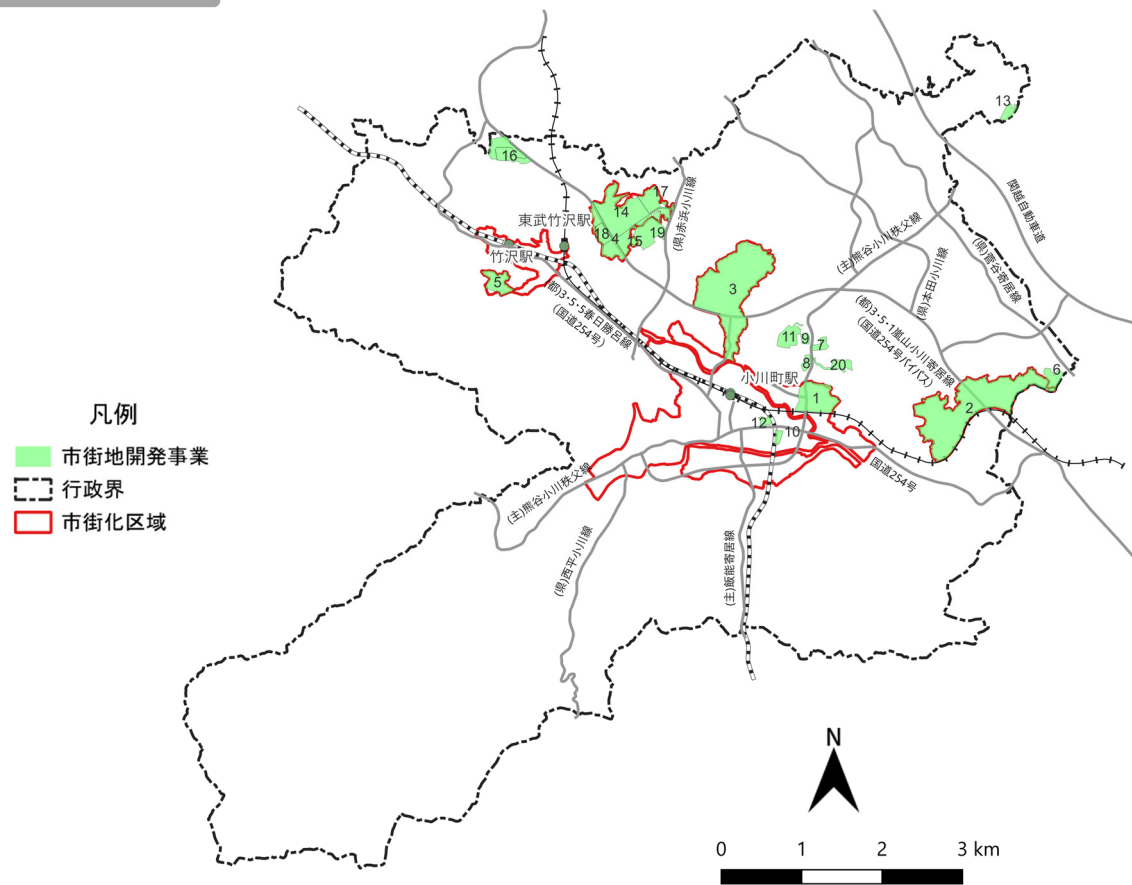 13
16
17
14
東武竹沢駅
18
4
15
19
(県)赤浜小川線
関越自動車道
(主)熊谷小川秩父線
(県)菅谷寄居線
(県)本田小川線
竹沢駅
5
3
(都)3・5・5春日勝呂線
(国道254号)
(都)3・5・1嵐山小川寄居線
(国道254号バイパス)
11
9
7
8
20
6
小川町駅
1
2
12
10
凡例
市街地開発事業
行政界
市街化区域
(主)熊谷小川秩父線
国道254号
(県)西平小川線
(主)飯能寄居線
N
0 1 2 3 km